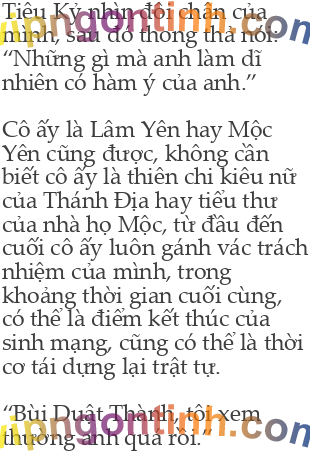 Tiêu Kỷ nhìn đôi chân của
mình, sau đó thong thả nói:
“Những gì mà anh làm dĩ
nhiên có hàm ý của anh.”
Cô ấy là Lâm Yên hay Mộc
Yên cũng được, không cần
biết cô ấy là thiên chi kiêu nữ
của Thánh Địa hay tiểu thư
của nhà họ Mộc, từ đầu đến
cuối cô ấy luôn gánh vác trách
nhiệm của mình, trong
khoảng thời gian cuối cùng,
có thể là điểm kết thúc của
sinh mạng, cũng có thể là thời
cơ tái dựng lại trật tự.
“Bùi Duật Thành, tôi xem
thường anh quá rồi.”
vipngontinh.com
vipngontinh.com